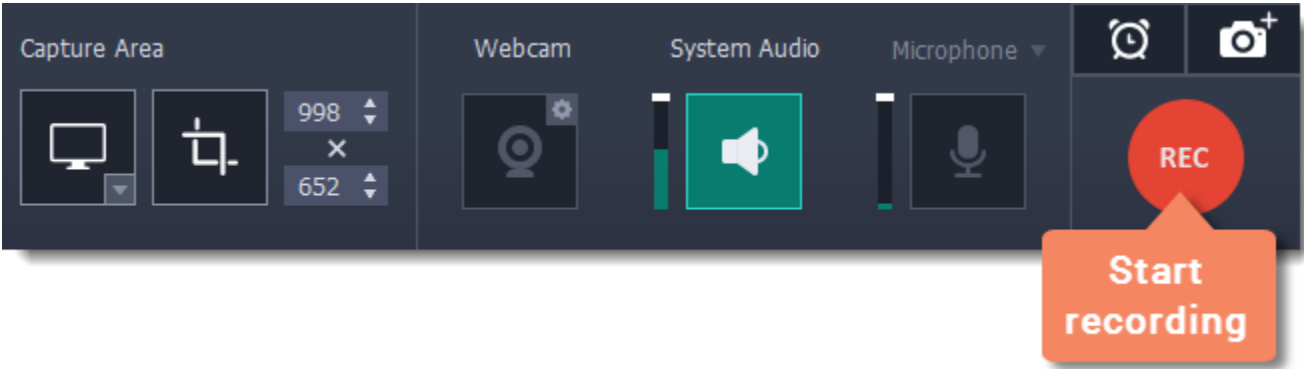 Capture Area
998
×
652
Webcam
System Audio
Microphone
REC
Start
recording